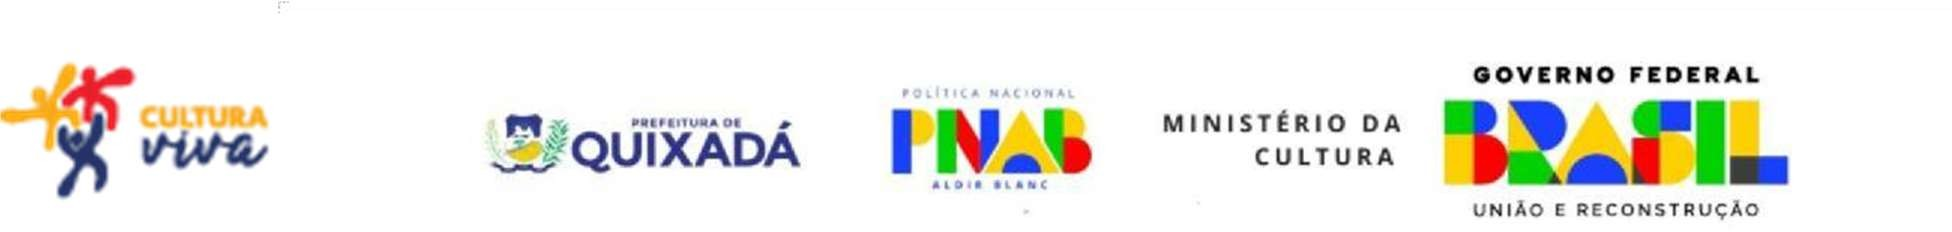 CULTURA
viva
PREFEITURA DE
QUIXADÁ
POLÍTICA NACIONAL
PNAB
ALDIR BLANC
MINISTÉRIO DA
CULTURA
GOVERNO FEDERAL
BRASIL
UNIÃO E RECONSTRUÇÃO